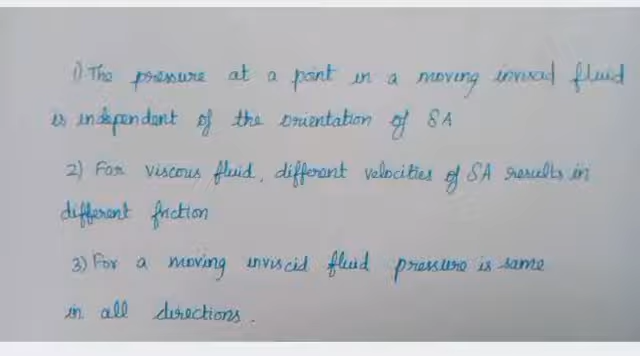 1) The pressure at a point in a moving inviscid fluid
is independent of the orientation of δA
2) For viscous fluid, different velocities of δA results in
different friction
3) For a moving inviscid fluid pressure is same
in all directions.